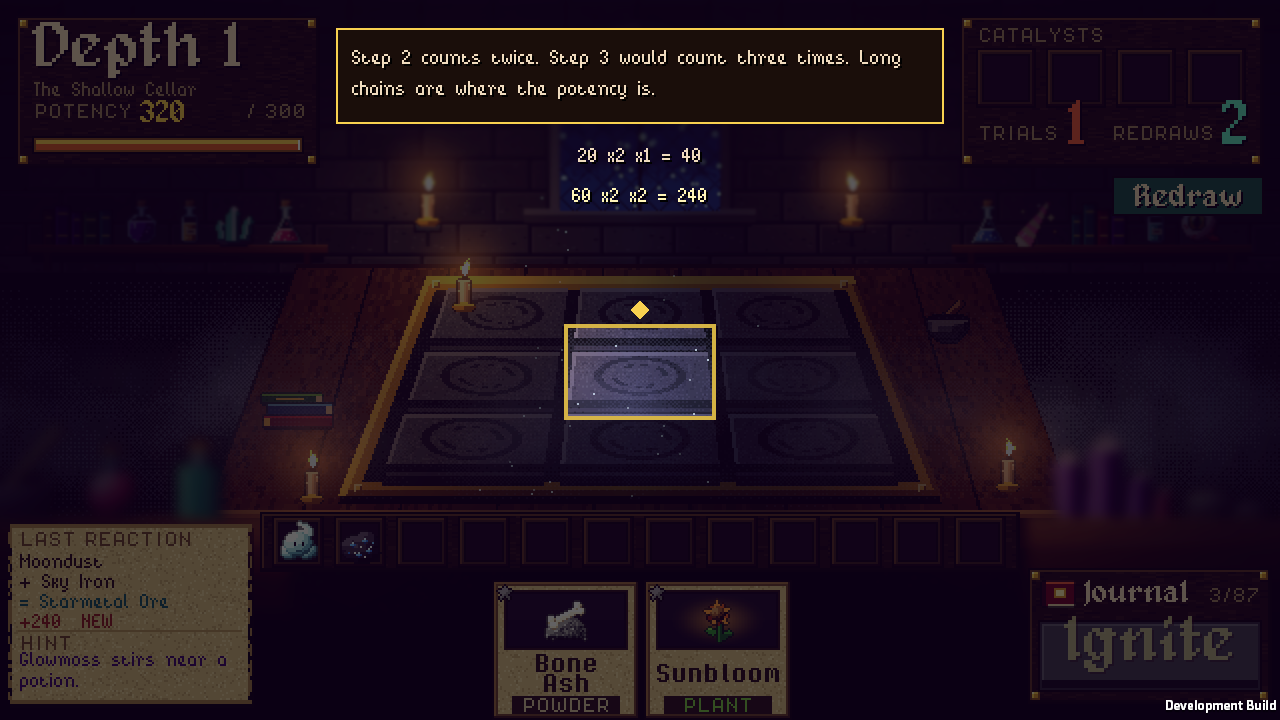 Depth 1
The Shallow Cellar
POTENCY 320 / 300
Step 2 counts twice. Step 3 would count three times. Long
chains are where the potency is.
20 x2 x1 = 40
60 x2 x2 = 240
CATALYSTS
TRIALS 1 REDRAWS 2
Redraw
LAST REACTION
Moondust
+ Sky Iron
= Starmetal Ore
+240 NEW
HINT
Glowmoss stirs near a
potion.
Bone
Ash
POWDER
Sunbloom
PLANT
Journal 3/87
Ignite
Development Build